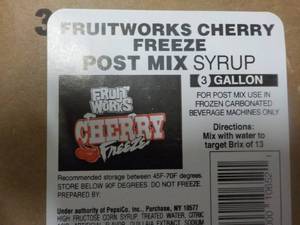 3
FRUITWORKS CHERRY
FREEZE
POST MIX SYRUP
3 GALLON
FOR POST MIX USE IN
FROZEN CARBONATED
BEVERAGE MACHINES ONLY
Directions:
Mix with water to
target Brix of 13
FRUIT
WORKS
CHERRY
Freeze
Recommended storage between 45F-70F degrees.
STORE BELOW 90F DEGREES. DO NOT FREEZE.
PREPARED BY:
Under authority of PepsiCo, Inc., Purchase, NY 10577
HIGH FRUCTOSE CORN SYRUP, TREATED WATER, CITRIC